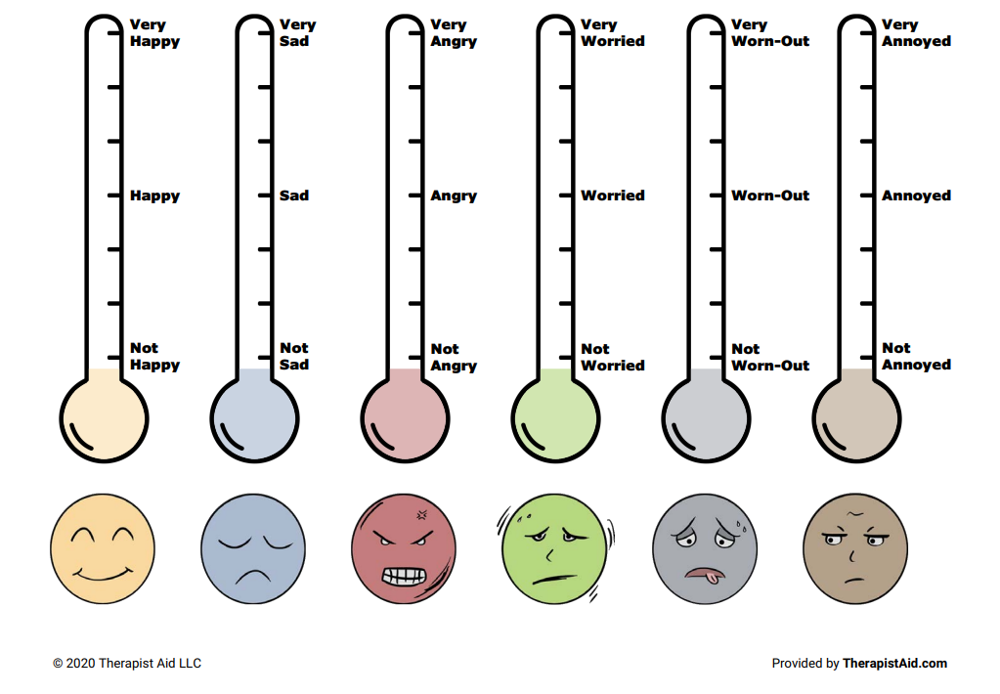 Very Happy
Very Sad
Very Angry
Very Worried
Very Worn-Out
Very Annoyed
Happy
Sad
Angry
Worried
Worn-Out
Annoyed
Not Happy
Not Sad
Not Angry
Not Worried
Not Worn-Out
Not Annoyed
© 2020 Therapist Aid LLC
Provided by TherapistAid.com